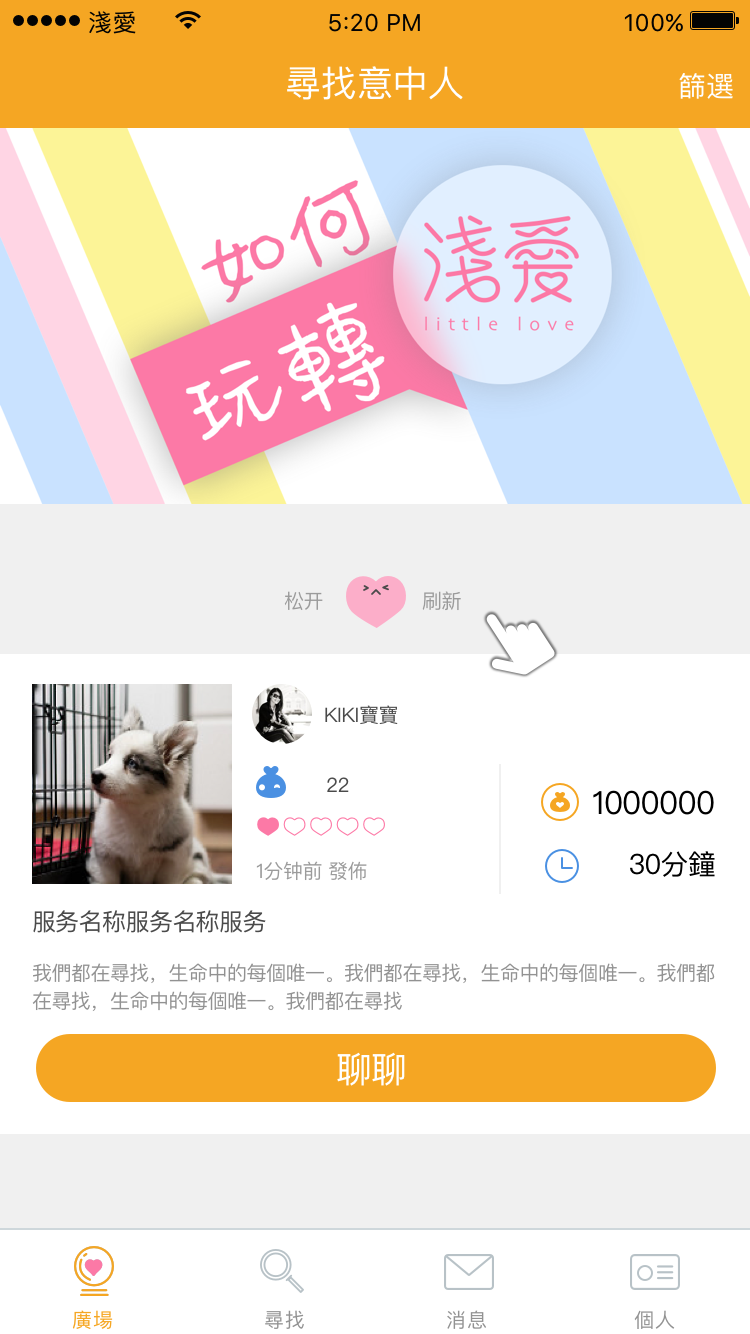 淺愛 5:20 PM 100%
尋找意中人 篩選
如何
玩轉
淺愛
little love
松开 刷新
KIKI寶寶
22
1000000
30分鐘
1分钟前 發佈
服务名称服务名称服务
我們都在尋找，生命中的每個唯一。我們都在尋找，生命中的每個唯一。我們都
在尋找，生命中的每個唯一。我們都在尋找
聊聊
廣場 尋找 消息 個人